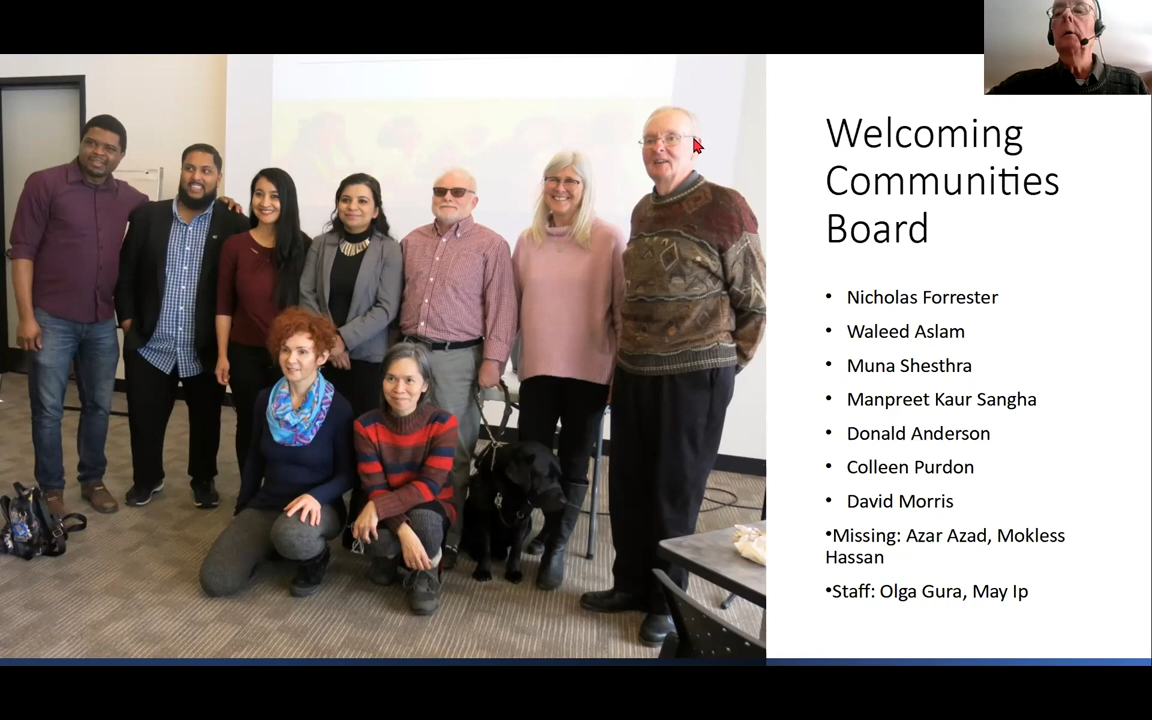 Welcoming
Communities
Board
• Nicholas Forrester
• Waleed Aslam
• Muna Shesthra
• Manpreet Kaur Sangha
• Donald Anderson
• Colleen Purdon
• David Morris
•Missing: Azar Azad, Mokless
Hassan
•Staff: Olga Gura, May Ip